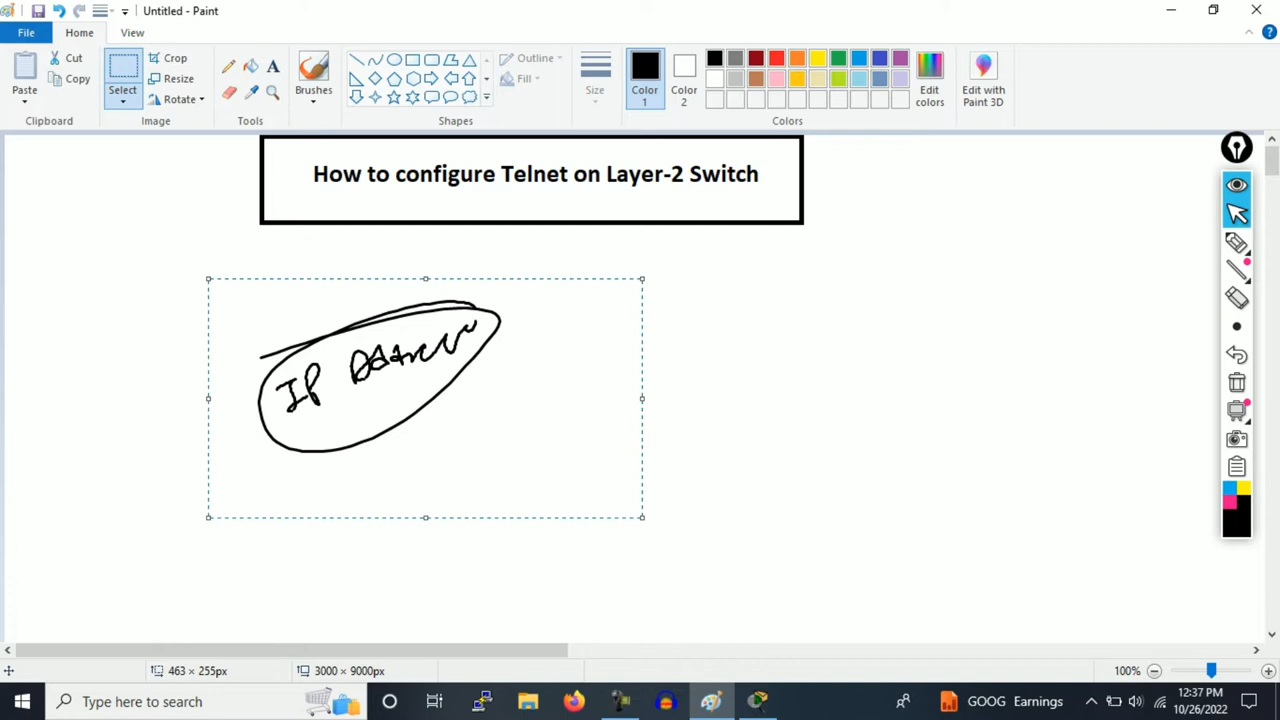 Untitled - Paint
File
Home
View
Paste
Cut
Copy
Clipboard
Select
Crop
Resize
Rotate
Image
A
Tools
Brushes
Outline
Fill
Shapes
Size
Color 1
Color 2
Edit colors
Edit with Paint 3D
Colors
How to configure Telnet on Layer-2 Switch
IP Address
463 × 255px
3000 × 9000px
100%
Type here to search
GOOG Earnings
12:37 PM
10/26/2022